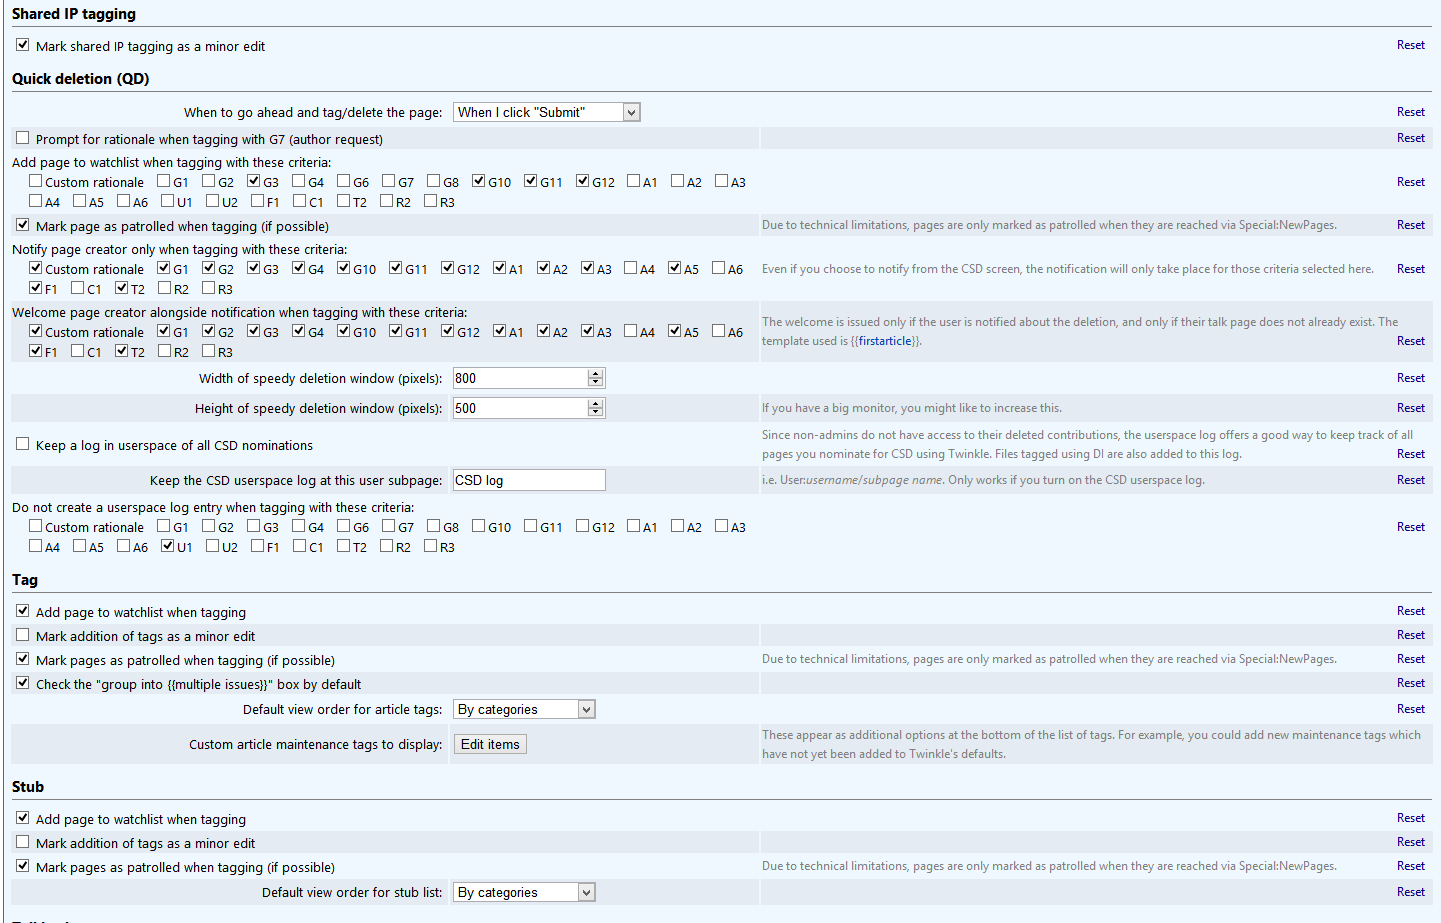 Shared IP tagging
Mark shared IP tagging as a minor edit Reset
Quick deletion (QD)
When to go ahead and tag/delete the page: When I click "Submit" Reset
Prompt for rationale when tagging with G7 (author request) Reset
Add page to watchlist when tagging with these criteria:
Custom rationale G1 G2 G3 G4 G6 G7 G8 G10 G11 G12 A1 A2 A3 Reset
A4 A5 A6 U1 U2 F1 C1 T2 R2 R3
Mark page as patrolled when tagging (if possible) Due to technical limitations, pages are only marked as patrolled when they are reached via Special:NewPages. Reset
Notify page creator only when tagging with these criteria:
Custom rationale G1 G2 G3 G4 G10 G11 G12 A1 A2 A3 A4 A5 A6 Even if you choose to notify from the CSD screen, the notification will only take place for those criteria selected here. Reset
F1 C1 T2 R2 R3
Welcome page creator alongside notification when tagging with these criteria:
The welcome is issued only if the user is notified about the deletion, and only if their talk page does not already exist. The
Custom rationale G1 G2 G3 G4 G10 G11 G12 A1 A2 A3 A4 A5 A6
template used is {{firstarticle}}. Reset
F1 C1 T2 R2 R3
Width of speedy deletion window (pixels): 800 Reset
Height of speedy deletion window (pixels): 500 If you have a big monitor, you might like to increase this. Reset
Since non-admins do not have access to their deleted contributions, the userspace log offers a good way to keep track of all
Keep a log in userspace of all CSD nominations
pages you nominate for CSD using Twinkle. Files tagged using DI are also added to this log. Reset
Keep the CSD userspace log at this user subpage: CSD log i.e. User:username/subpage name. Only works if you turn on the CSD userspace log. Reset
Do not create a userspace log entry when tagging with these criteria:
Custom rationale G1 G2 G3 G4 G6 G7 G8 G10 G11 G12 A1 A2 A3 Reset
A4 A5 A6 U1 U2 F1 C1 T2 R2 R3
Tag
Add page to watchlist when tagging Reset
Mark addition of tags as a minor edit Reset
Mark pages as patrolled when tagging (if possible) Due to technical limitations, pages are only marked as patrolled when they are reached via Special:NewPages. Reset
Check the "group into {{multiple issues}}" box by default Reset
Default view order for article tags: By categories Reset
These appear as additional options at the bottom of the list of tags. For example, you could add new maintenance tags which
Custom article maintenance tags to display: Edit items
have not yet been added to Twinkle's defaults.
Stub
Add page to watchlist when tagging Reset
Mark addition of tags as a minor edit Reset
Mark pages as patrolled when tagging (if possible) Due to technical limitations, pages are only marked as patrolled when they are reached via Special:NewPages. Reset
Default view order for stub list: By categories Reset